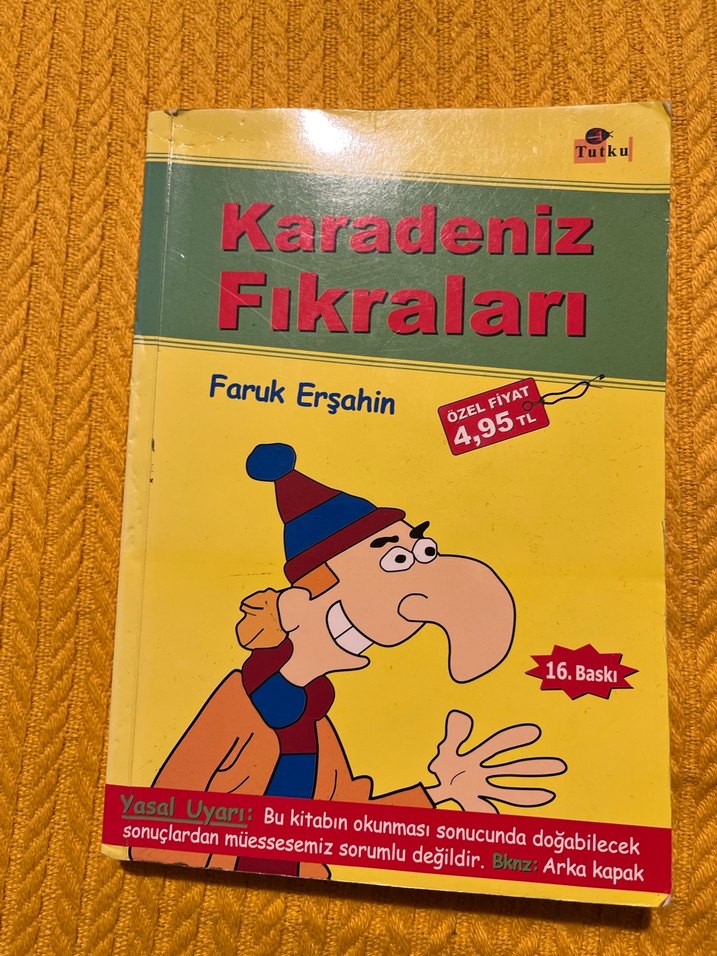 Tutku
Karadeniz
Fıkraları
Faruk Erşahin
ÖZEL FİYAT
4,95 TL
16. Baskı
Yasal Uyarı: Bu kitabın okunması sonucunda doğabilecek
sonuçlardan müessesemiz sorumlu değildir. Bknz: Arka kapak